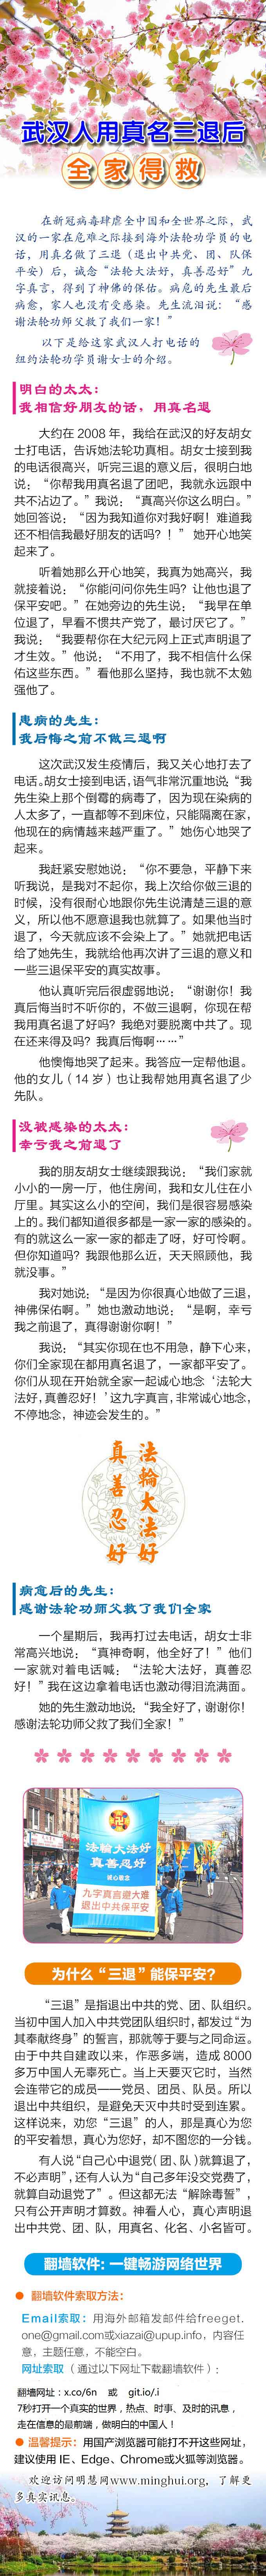 武汉人用真名三退后
全家得救
在新冠病毒肆虐全中国和全世界之际，武
汉的一家在危难之际接到海外法轮功学员的电
话，用真名做了三退（退出中共党、团、队保
平安）后，诚念“法轮大法好，真善忍好”九
字真言，得到了神佛的保佑。病危的先生最后
病愈，家人也没有受感染。先生流泪说：“感
谢法轮功师父救了我们一家！”
以下是给这家武汉人打电话的
纽约法轮功学员谢女士的介绍。
明白的太太：
我相信好朋友的话，用真名退
大约在 2008 年，我给在武汉的好友胡女
士打电话，告诉她法轮功真相。胡女士接到我
的电话很高兴，听完三退的意义后，很明白地
说：“你帮我用真名退了团吧，我就永远跟中
共不沾边了。”我说：“真高兴你这么明白。”
她回答说：“因为我知道你对我好啊！难道我
还不相信我最好朋友的话吗？！” 她开心地笑
起来了。
听着她那么开心地笑，我真为她高兴，我
就接着说：“你能问问你先生吗？让他也退了
保平安吧。”在她旁边的先生说：“我早在单
位退了，早看不惯共产党了，最讨厌它了。”
我说：“我要帮你在大纪元网上正式声明退了
才生效。”他说：“不用了，我不相信什么保
佑这些东西。”看他那么坚持，我也就不太勉
强他了。
患病的先生：
我后悔之前不做三退啊
这次武汉发生疫情后，我又关心地打去了
电话。胡女士接到电话，语气非常沉重地说：“我
先生染上那个倒霉的病毒了，因为现在染病的
人太多了，一直都等不到床位，只能隔离在家，
他现在的病情越来越严重了。”她伤心地哭了
起来。
我赶紧安慰她说：“你不要急，平静下来
听我说，是我对不起你，我上次给你做三退的
时候，没有很耐心地跟你先生说清楚三退的意
义，所以他不愿意退我也就算了。如果他当时
退了，今天就应该不会染上了。”她就把电话
给了她先生，我就给他再次讲了三退的意义和
一些三退保平安的真实故事。
他认真听完后很虚弱地说：“谢谢你！我
真后悔当时不听你的，不做三退啊，你现在帮
我用真名退了好吗？我绝对要脱离中共了。现
在还来得及吗？我真后悔啊……”
他懊悔地哭了起来。我答应一定帮他退。
他的女儿（14 岁）也让我帮她用真名退了少
先队。
没被感染的太太：
幸亏我之前退了
我的朋友胡女士继续跟我说：“我们家就
小小的一房一厅，他住房间，我和女儿住在小
厅里。其实这么小的空间，我们是很容易感染
上的。我们都知道很多都是一家一家的感染的。
有的就这么一家一家的都走了呀，好可怜啊。
但你知道吗？我跟他那么近，天天照顾他，我
就没事。”
我对她说：“是因为你很真心地做了三退，
神佛保佑啊。”她也激动地说：“是啊，幸亏
我之前退了，真得谢谢你啊！”
我说：“其实你现在也不用急，静下心来，
你们全家现在都用真名退了，一家都平安了。
你们从现在开始就全家一起诚心地念‘法轮大
法好，真善忍好！’这九字真言，非常诚心地念，
不停地念，神迹会发生的。”
法輪大法好
真善忍好
病愈后的先生：
感谢法轮功师父救了我们全家
一个星期后，我再打过去电话，胡女士非
常高兴地说：“真神奇啊，他全好了！”他们
一家就对着电话喊：“法轮大法好，真善忍
好！”我在这边拿着电话也激动得泪流满面。
她的先生激动地说：“我全好了，谢谢你！
感谢法轮功师父救了我们全家！”
法輪大法好
真善忍好
誠心敬念
九字真言避大难
退出中共保平安
为什么“三退”能保平安？
“三退”是指退出中共的党、团、队组织。
当初中国人加入中共党团队组织时，都发过“为
其奉献终身”的誓言，那就等于要与之同命运。
由于中共自建政以来，作恶多端，造成 8000
多万中国人无辜死亡。当上天要灭它时，当然
会连带它的成员——党员、团员、队员。所以
退出中共组织，是避免天灭中共时受到连累。
这样说来，劝您“三退”的人，那是真心为您
的平安着想，真心为您好，却不图您的一分钱。
有人说“自己心中退党（团、队）就算退了，
不必声明”，还有人认为“自己多年没交党费了，
就算自动退党了”。但这都无法“解除毒誓”，
只有公开声明才算数。神看人心，真心声明退
出中共党、团、队，用真名、化名、小名皆可。
翻墙软件：一键畅游网络世界
● 翻墙软件索取方法：
Email索取：用海外邮箱发邮件给freeget.
one@gmail.com或xiazai@upup.info，内容任
意，主题任意，不能空白。
网址索取（通过以下网址下载翻墙软件）：
翻墙网址：x.co/6n 或 git.io/.i
7秒打开一个真实的世界，热点、时事、及时的讯息，
走在信息的最前端，做明白的中国人！
● 温馨提示：用国产浏览器可能打不开这些网址，
建议使用 IE、Edge、Chrome或火狐等浏览器。
欢迎访问明慧网www.minghui.org，了解更
多真实讯息。